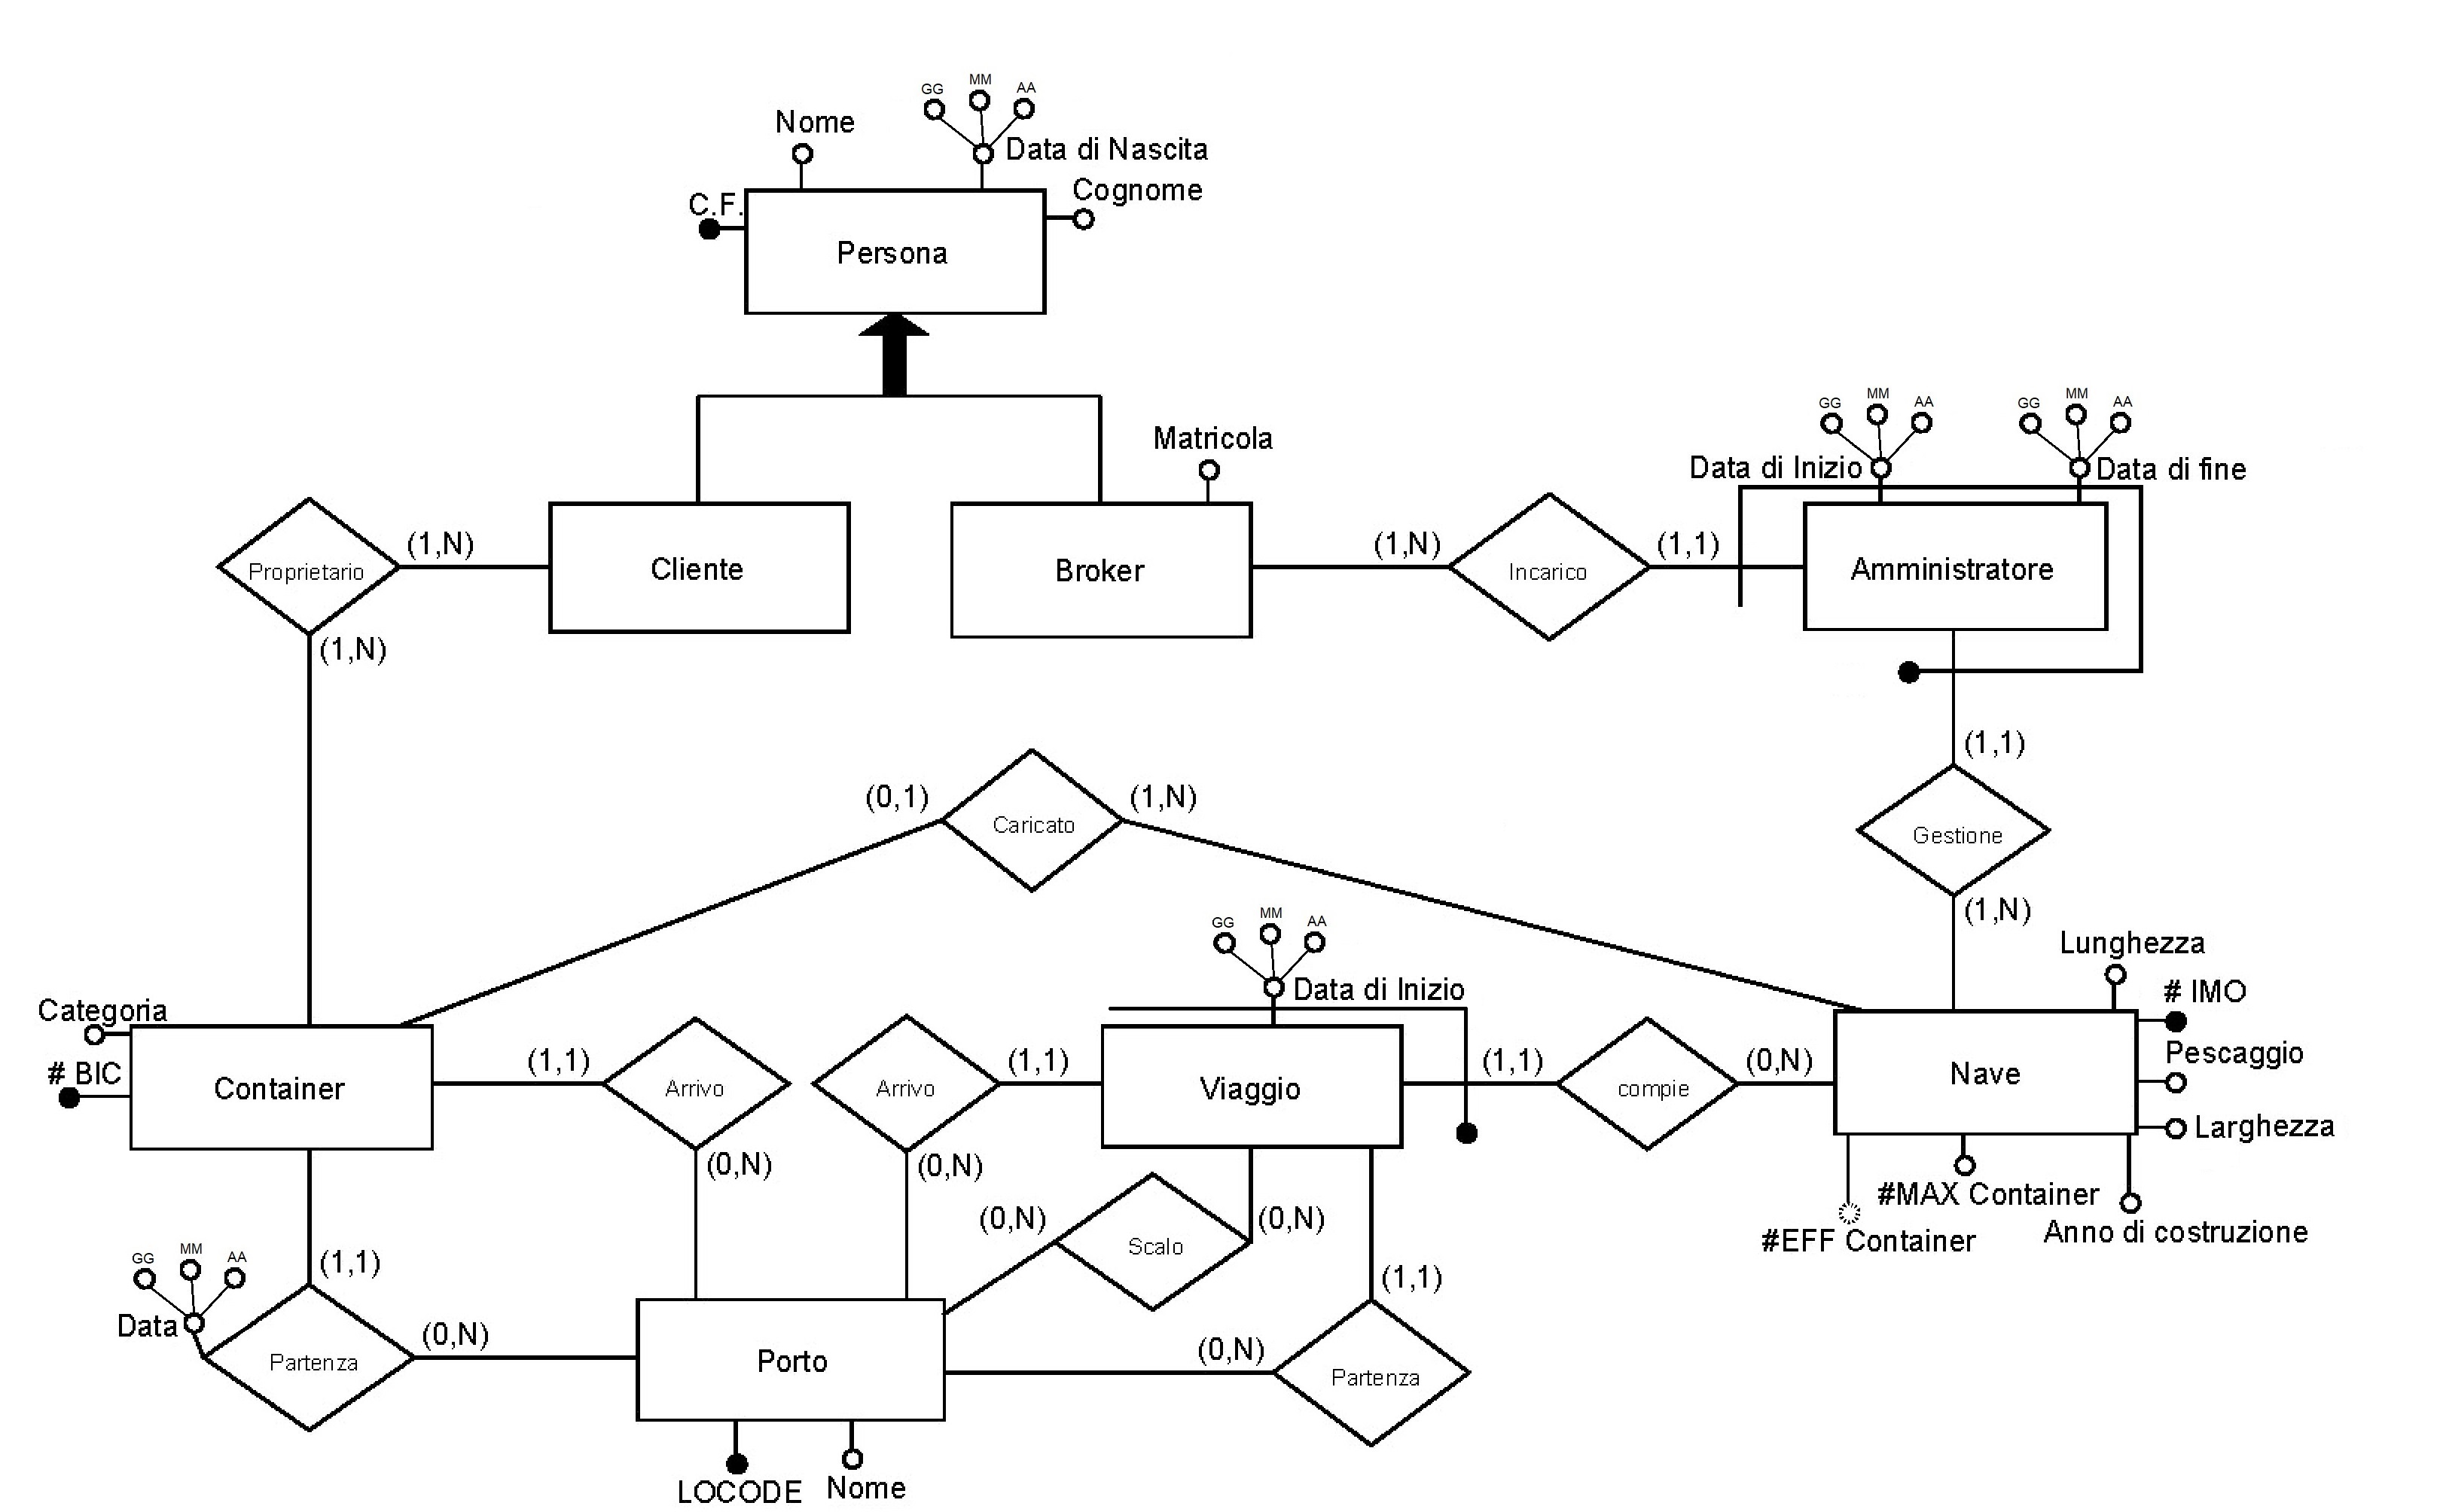 GG MM AA
Nome
Data di Nascita
Cognome
C.F.
Persona
GG MM AA
GG MM AA
Matricola
Data di Inizio
Data di fine
(1,N)
(1,N)
(1,1)
Proprietario
Cliente
Broker
Incarico
Amministratore
(1,N)
(1,1)
(0,1)
(1,N)
Caricato
Gestione
(1,N)
GG MM AA
Lunghezza
Data di Inizio
# IMO
Categoria
Pescaggio
(1,1)
(1,1)
(1,1)
(0,N)
# BIC
Container
Arrivo
Arrivo
Viaggio
compie
Nave
Larghezza
(0,N)
(0,N)
#MAX Container
(0,N)
(0,N)
Scalo
Anno di costruzione
#EFF Container
GG MM AA
(1,1)
(1,1)
Data
(0,N)
(0,N)
Partenza
Porto
Partenza
LOCODE
Nome